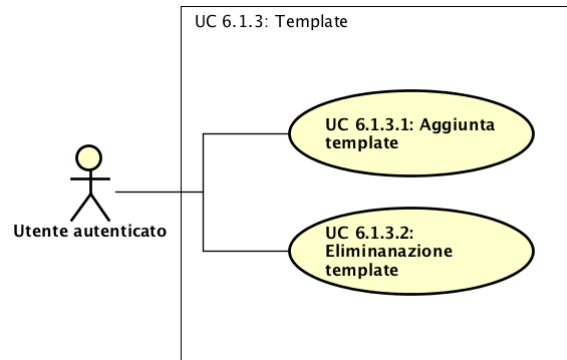 UC 6.1.3: Template
UC 6.1.3.1: Aggiunta
template
Utente autenticato
UC 6.1.3.2:
Eliminanazione
template